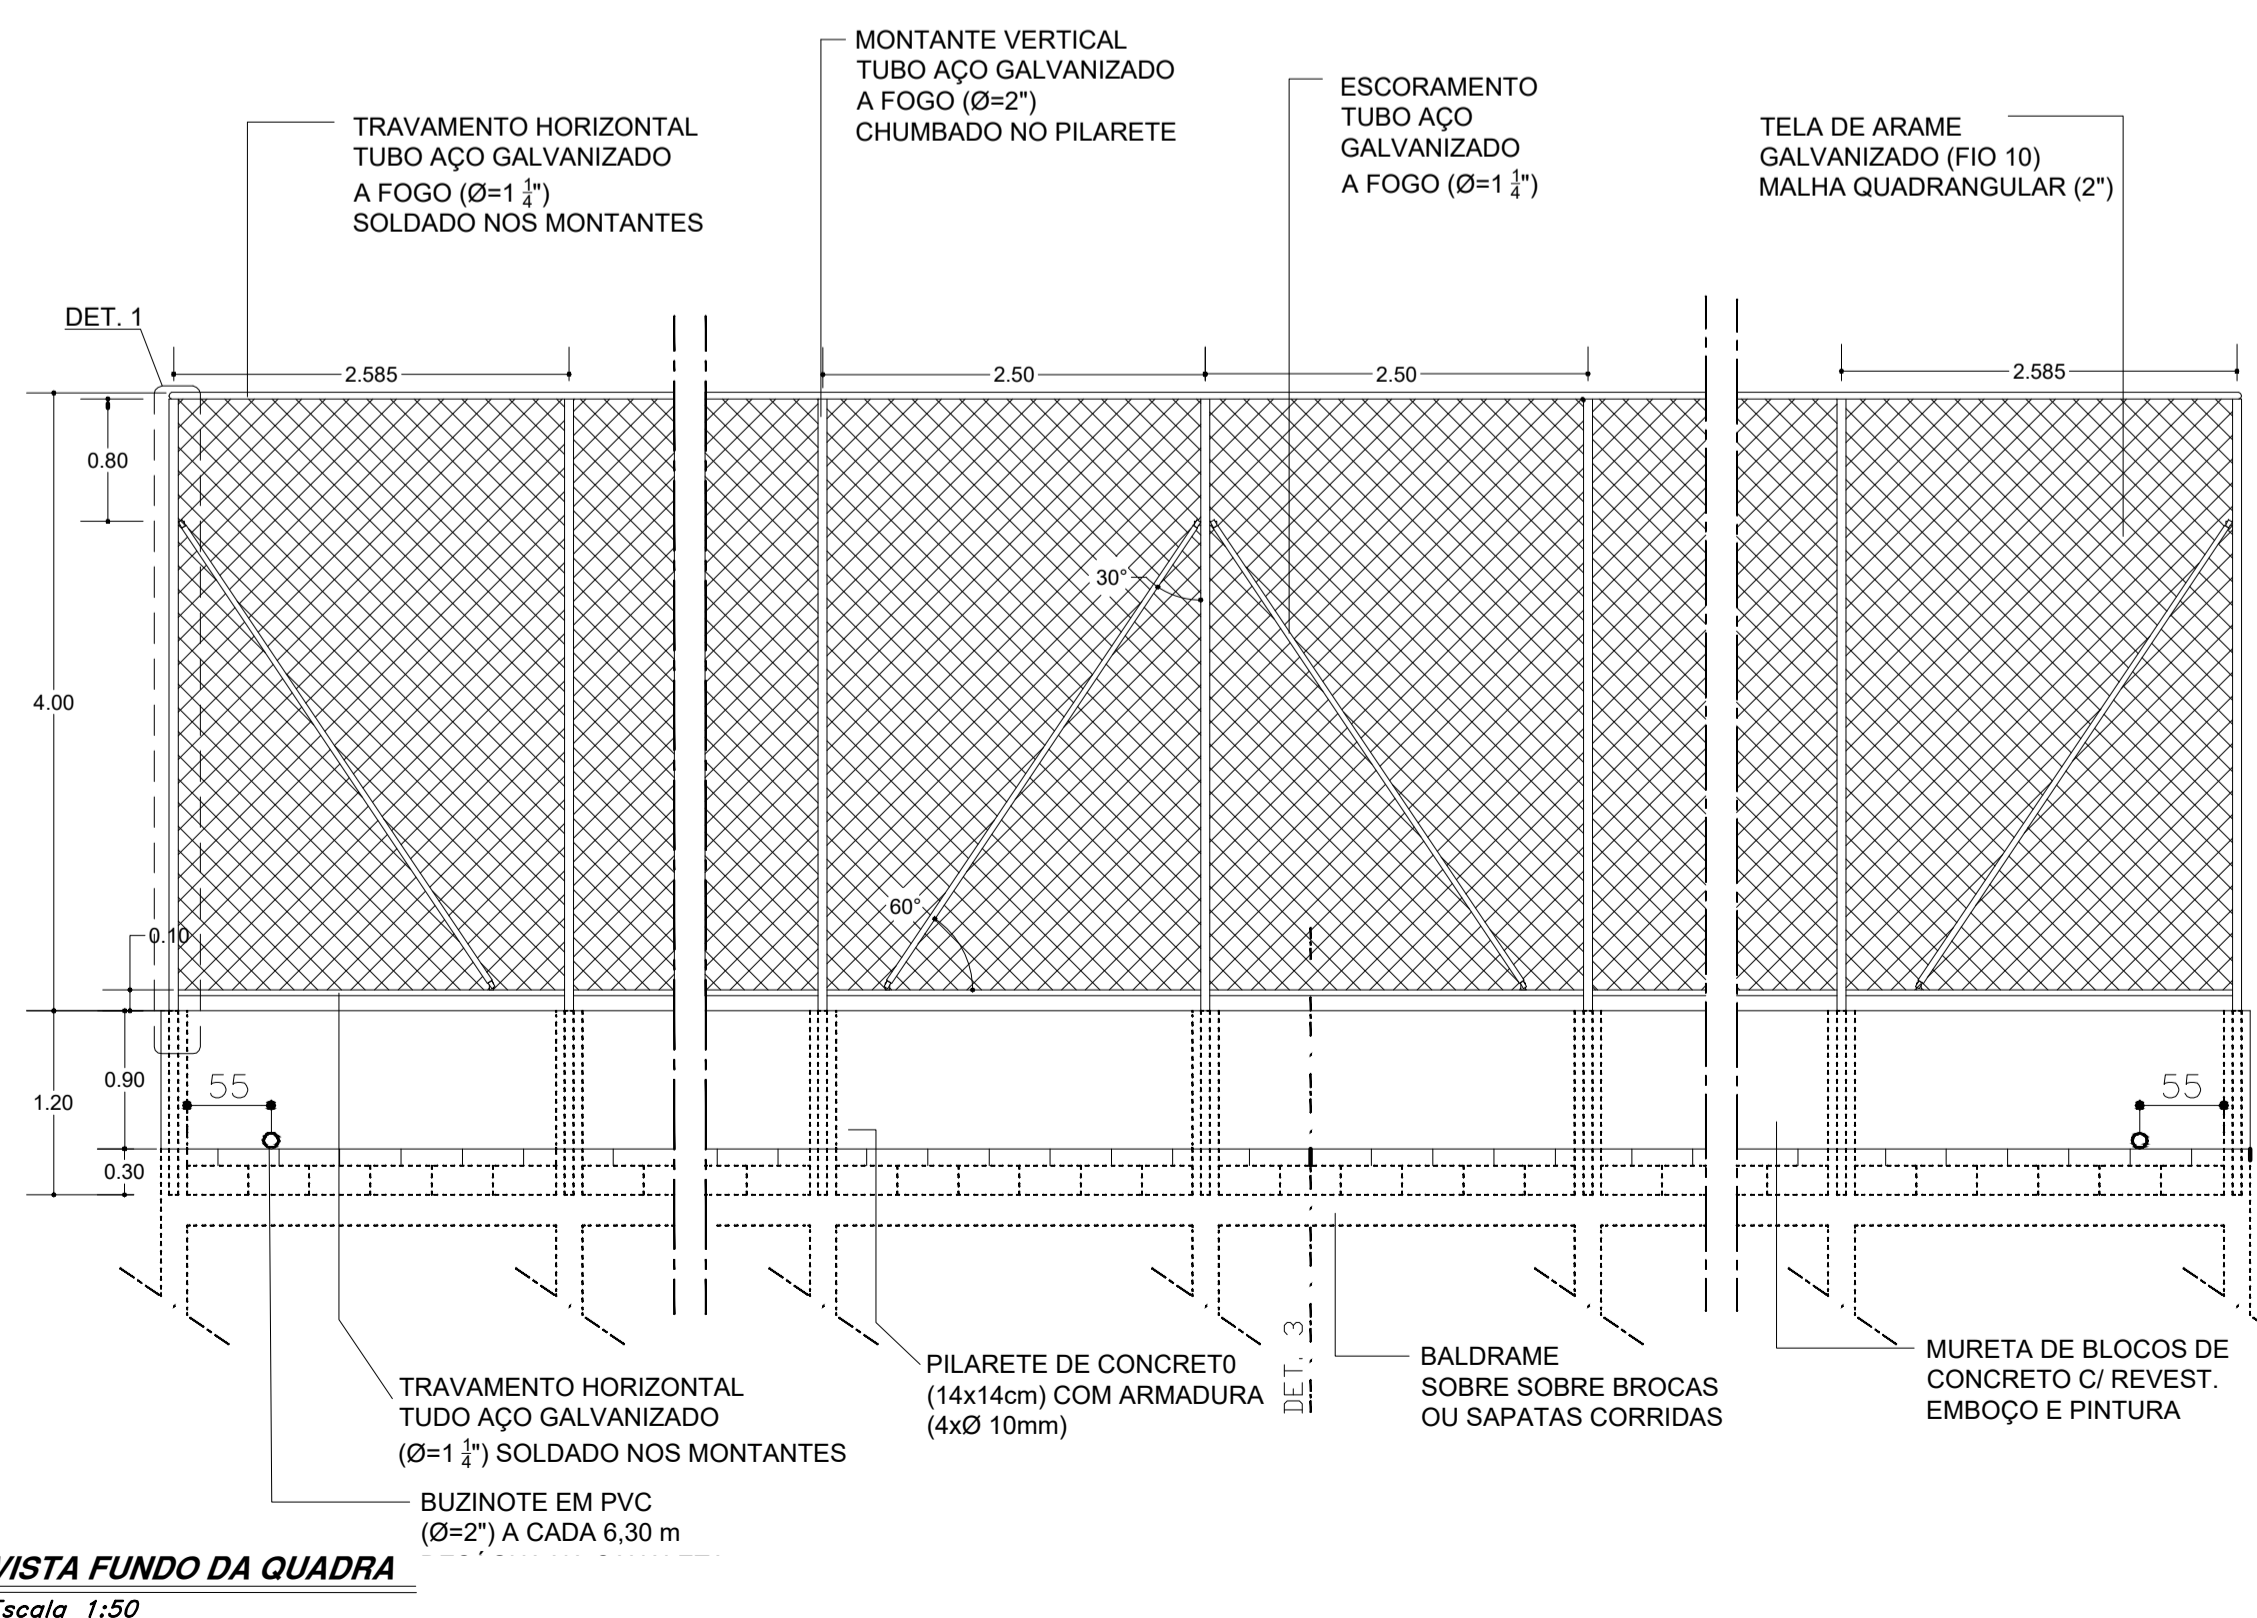 MONTANTE VERTICAL
TUBO AÇO GALVANIZADO
A FOGO (Ø=2")
CHUMBADO NO PILARETE
ESCORAMENTO
TUBO AÇO
GALVANIZADO
A FOGO (Ø=1 1/4")
TRAVAMENTO HORIZONTAL
TUBO AÇO GALVANIZADO
A FOGO (Ø=1 1/4")
SOLDADO NOS MONTANTES
TELA DE ARAME
GALVANIZADO (FIO 10)
MALHA QUADRANGULAR (2")
DET. 1
2.585
2.50
2.50
2.585
0.80
30°
4.00
60°
0.10
0.90
1.20
0.30
55
55
DET. 3
TRAVAMENTO HORIZONTAL
TUDO AÇO GALVANIZADO
(Ø=1 1/4") SOLDADO NOS MONTANTES
BUZINOTE EM PVC
(Ø=2") A CADA 6,30 m
PILARETE DE CONCRET0
(14x14cm) COM ARMADURA
(4xØ 10mm)
BALDRAME
SOBRE SOBRE BROCAS
OU SAPATAS CORRIDAS
MURETA DE BLOCOS DE
CONCRETO C/ REVEST.
EMBOÇO E PINTURA
VISTA FUNDO DA QUADRA
Escala 1:50